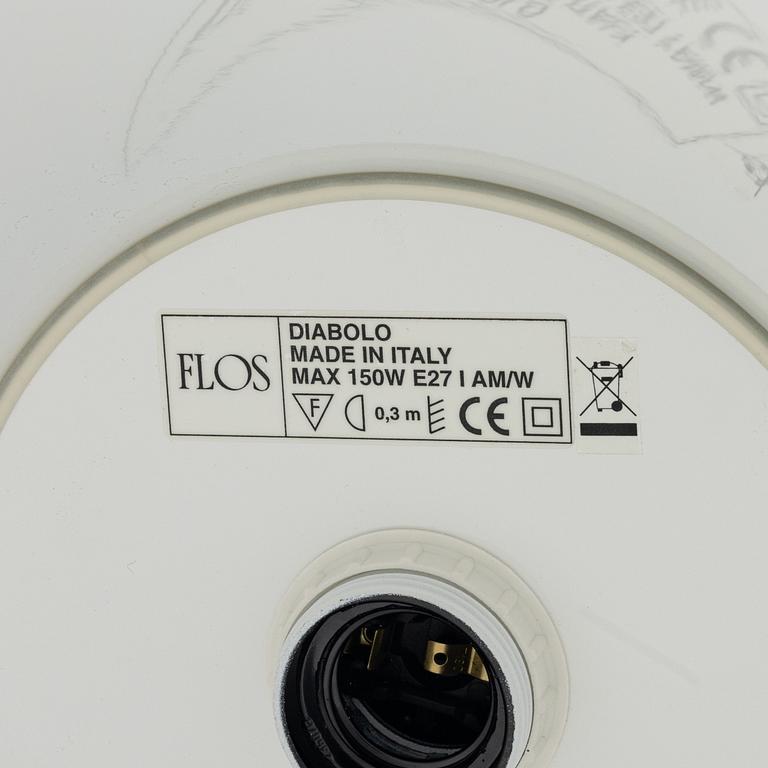 FLOS
DIABOLO
MADE IN ITALY
MAX 150W E27 I AM/W
F 0,3 m CE